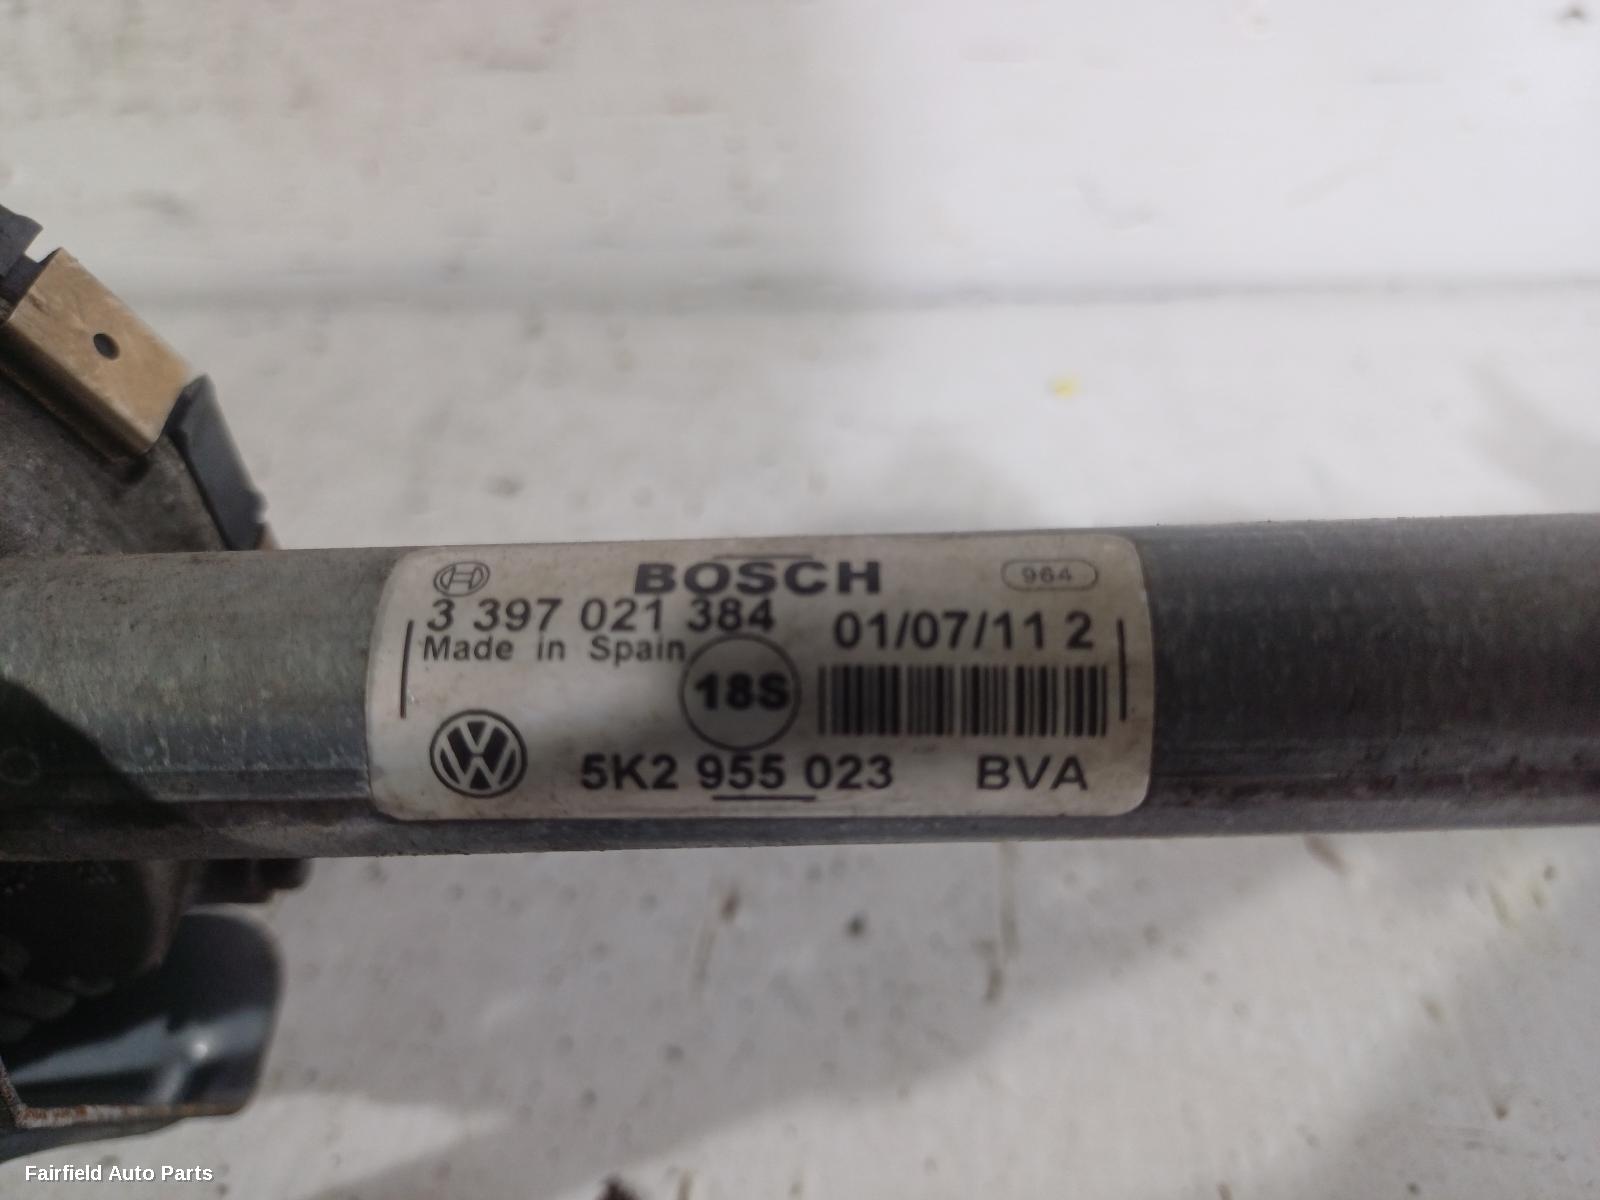 BOSCH 964
3 397 021 384 01/07/11 2
Made in Spain
18S
5K2 955 023 BVA
Fairfield Auto Parts